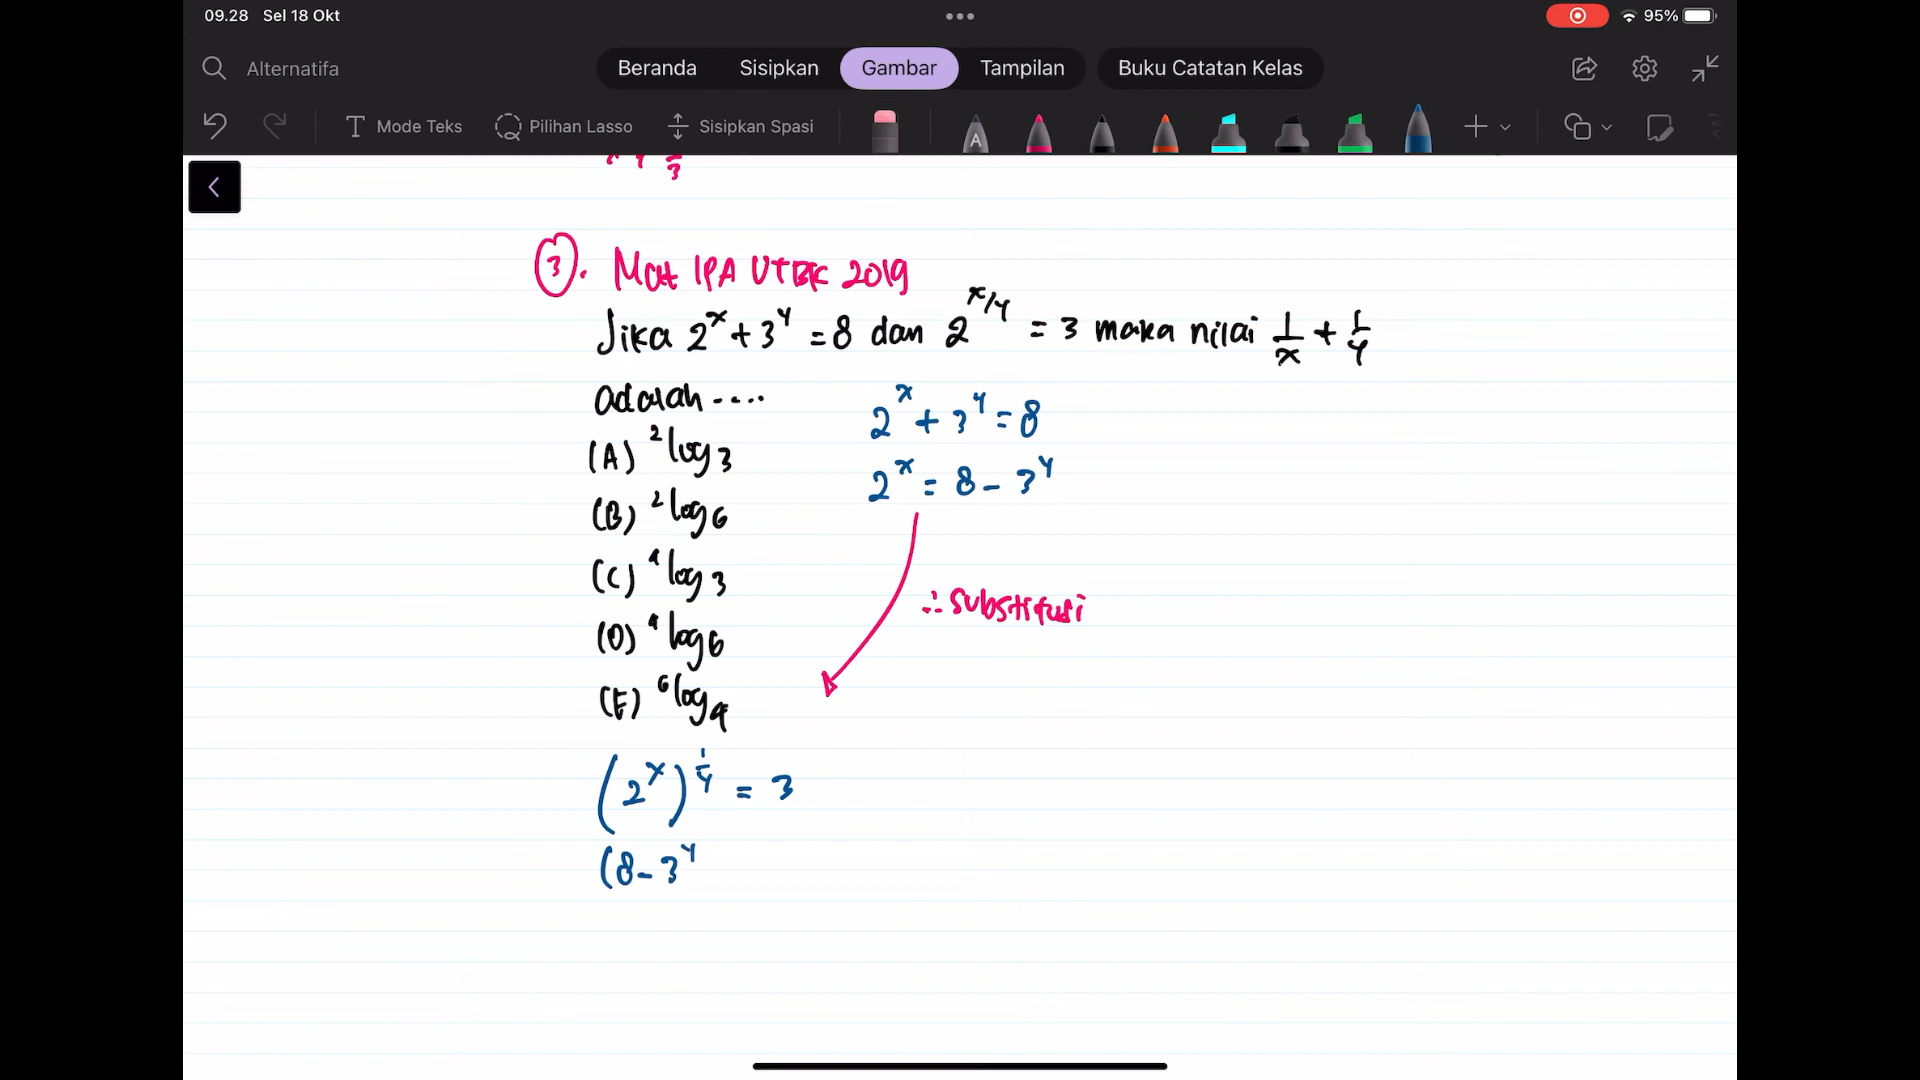 09.28 Sel 18 Okt 95%
Alternatifa Beranda Sisipkan Gambar Tampilan Buku Catatan Kelas
T Mode Teks Pilihan Lasso Sisipkan Spasi A
3
③. Mat IPA UTBK 2019
Jika 2^x + 3^y = 8 dan 2^{x/y} = 3 maka nilai 1/x + 1/y
adalah ....
2^x + 3^y = 8
(A) ²log 3
2^x = 8 - 3^y
(B) ²log 6
(C) ⁴log 3
∴ substitusi
(D) ⁴log 6
(E) ⁶log 4
(2^x)^{1/y} = 3
(8 - 3^y